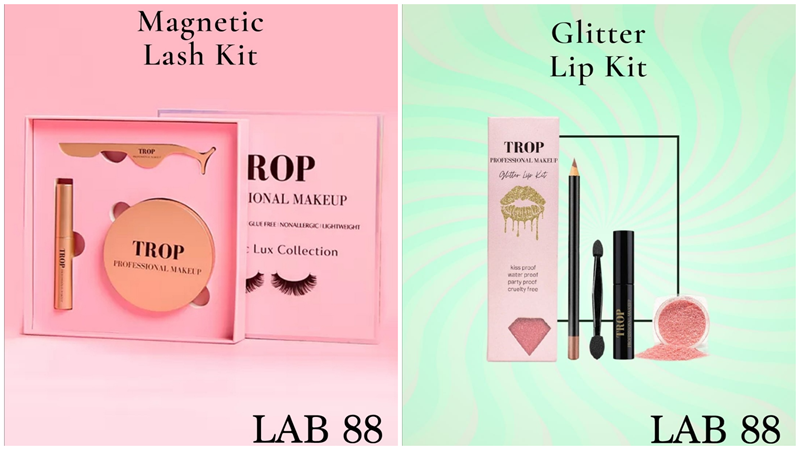 Magnetic
Lash Kit
TROP
TROP
TROP
PROFESSIONAL MAKEUP
ROP
IONAL MAKEUP
GLUE FREE | NONALLERGIC | LIGHTWEIGHT
c Lux Collection
LAB 88
Glitter
Lip Kit
TROP
PROFESSIONAL MAKEUP
Glitter Lip Kit
kiss proof
water proof
party proof
cruelty free
TROP
LAB 88